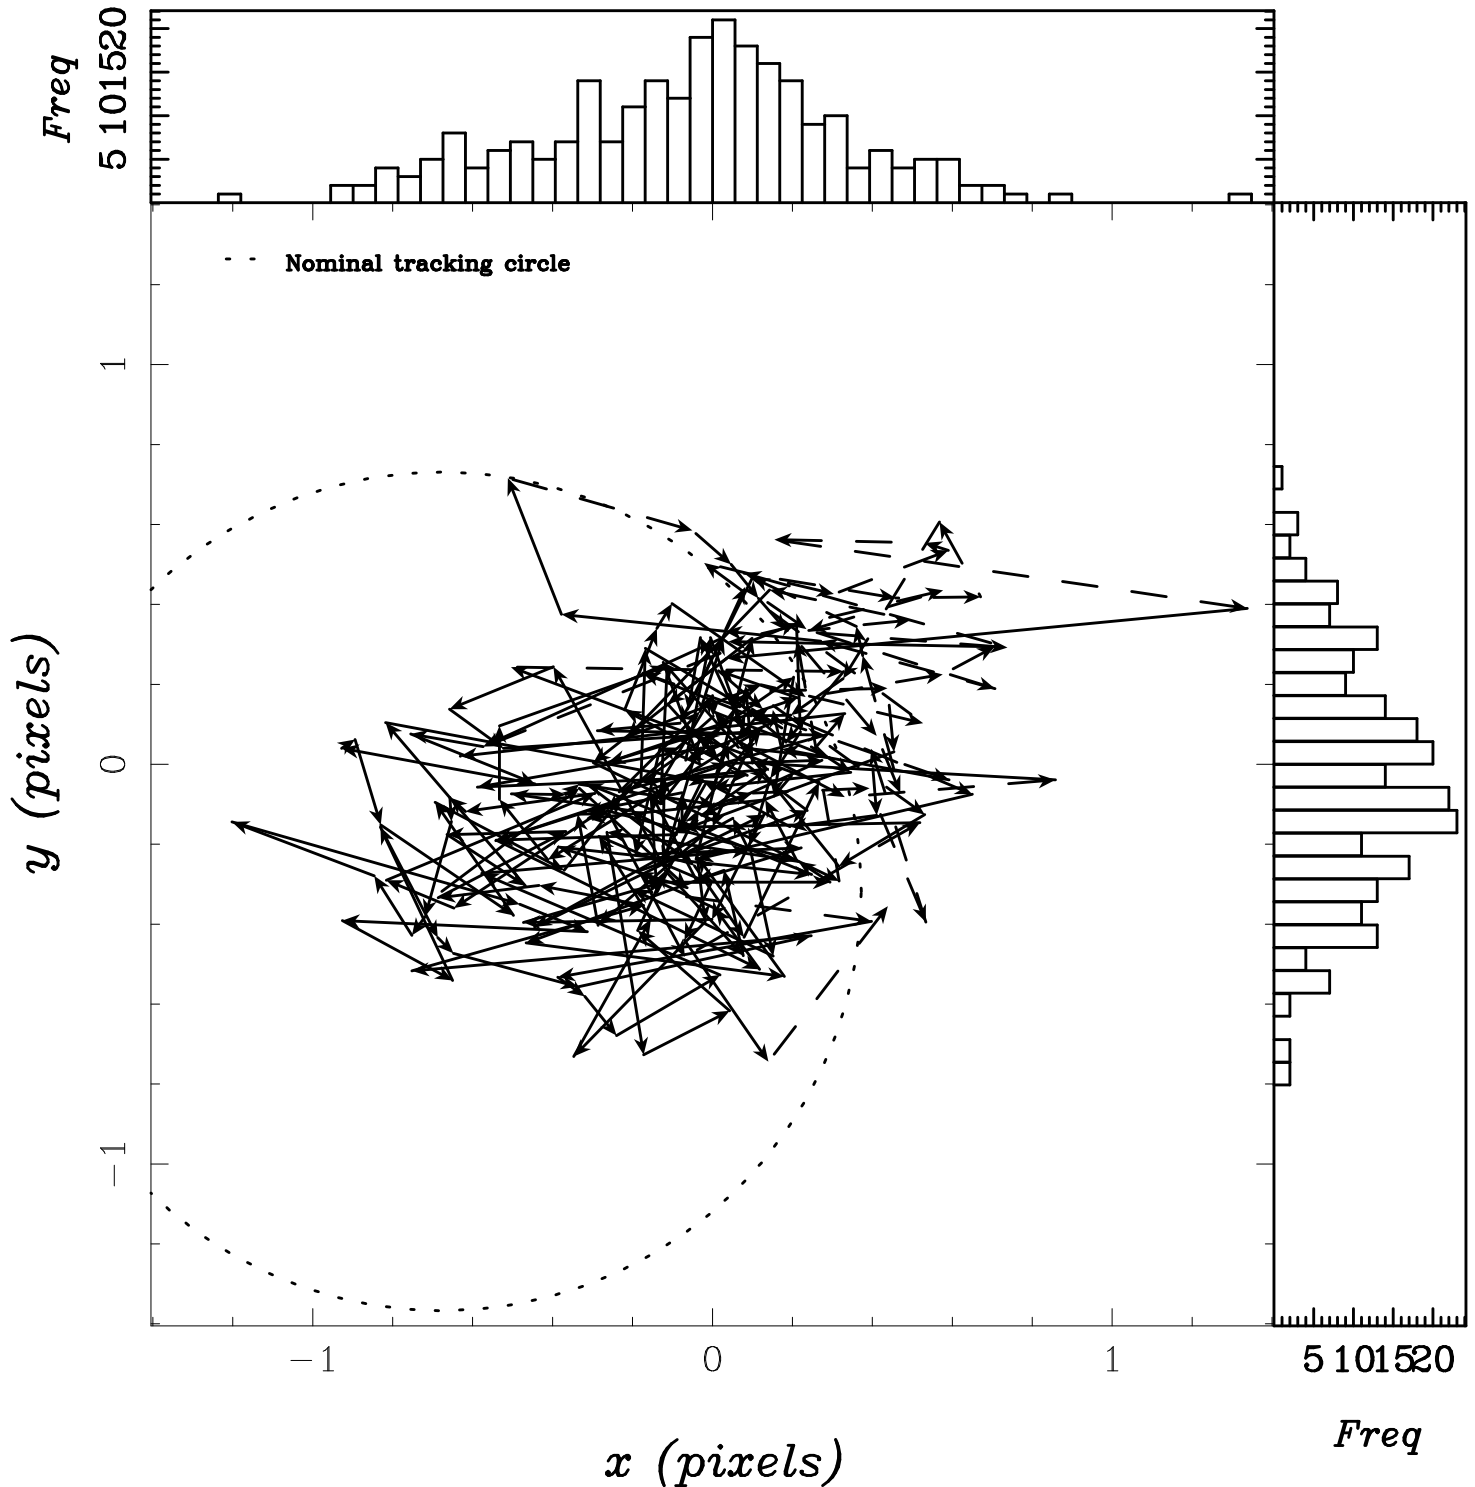 Freq
5 10 15 20
Nominal tracking circle
1
0
−1
y (pixels)
−1 0 1
5 10 15 20
Freq
x (pixels)